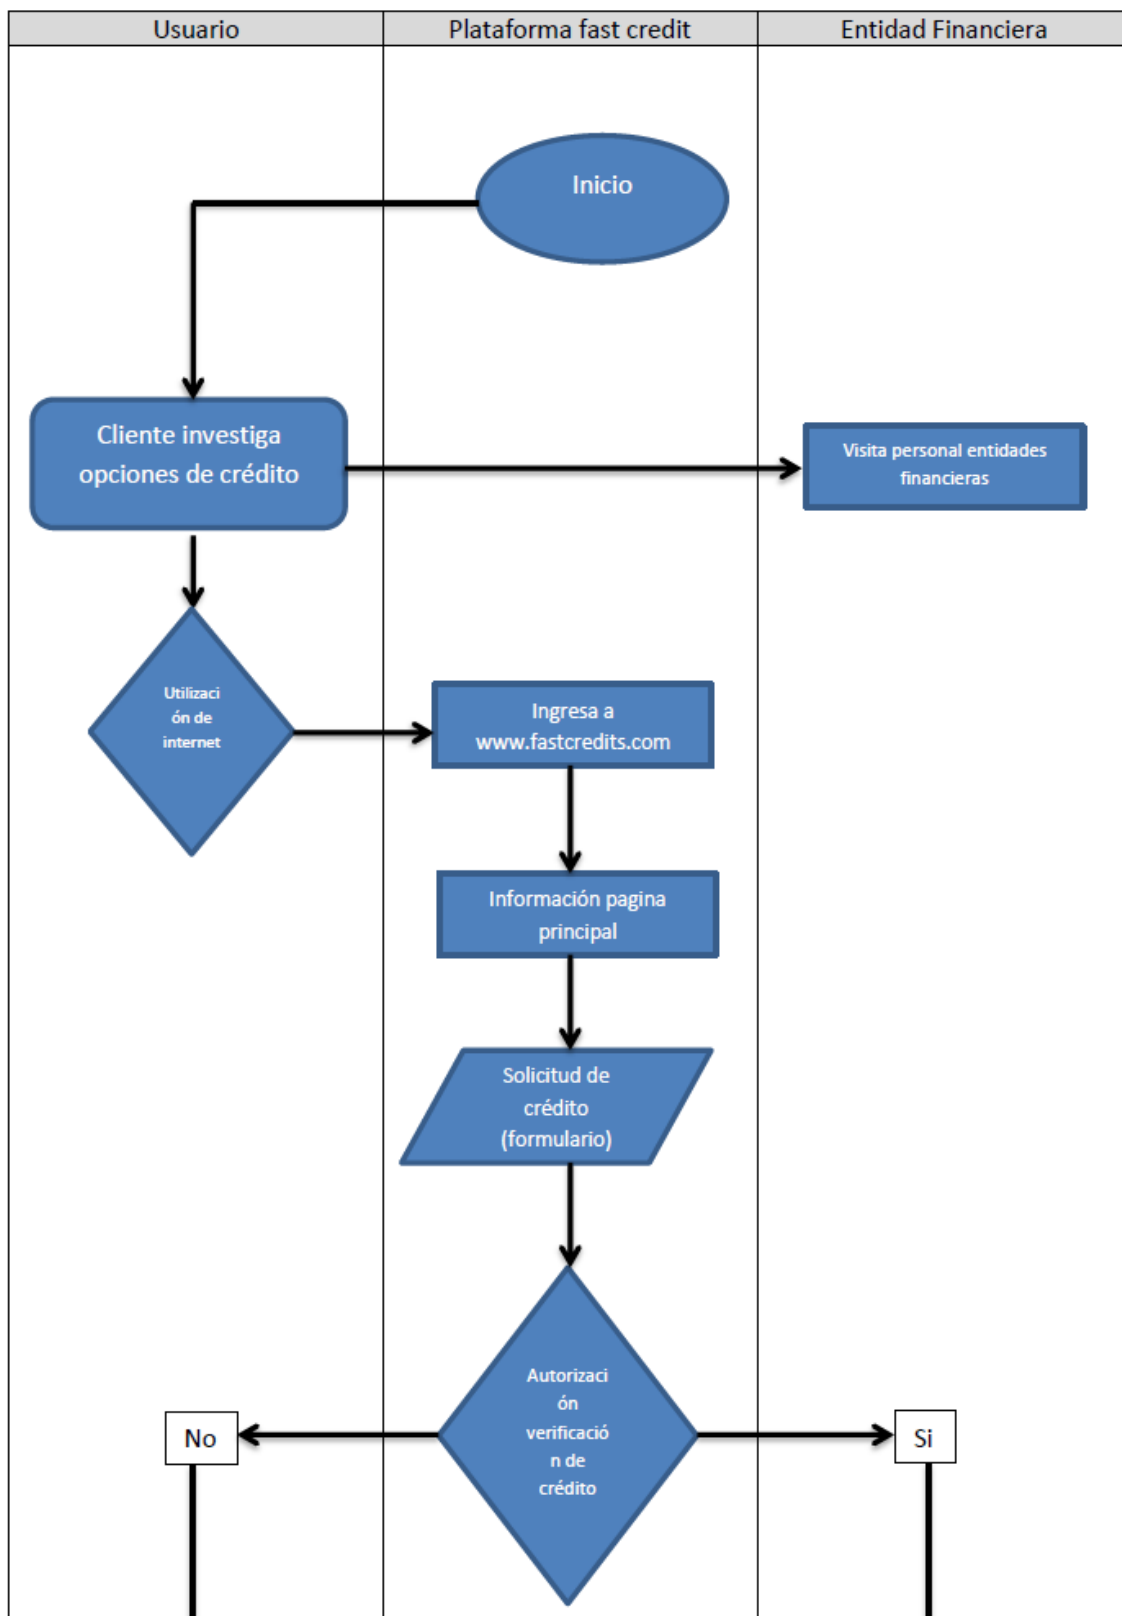 Usuario
Plataforma fast credit
Entidad Financiera
Inicio
Cliente investiga
opciones de crédito
Visita personal entidades
financieras
Utilizaci
ón de
internet
Ingresa a
www.fastcredits.com
Información pagina
principal
Solicitud de
crédito
(formulario)
Autorizaci
ón
verificació
n de
crédito
No
Si